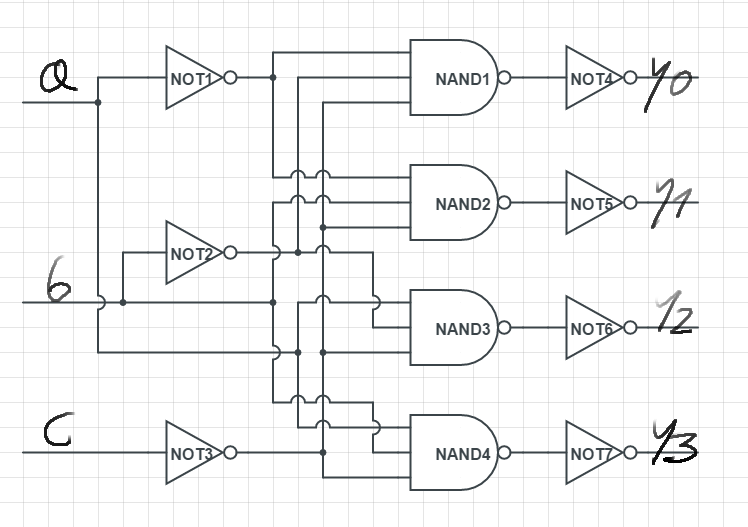 a NOT1 NAND1 NOT4 y0
NAND2 NOT5 y1
b NOT2
NAND3 NOT6 y2
c NOT3 NAND4 NOT7 y3